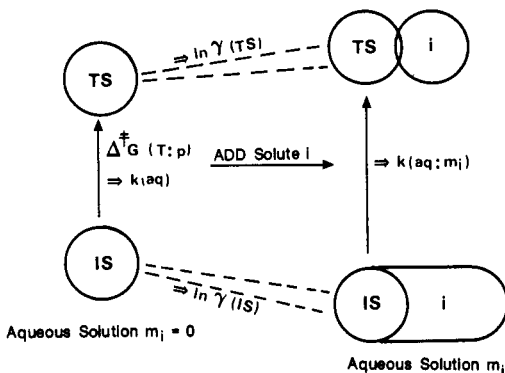 ⇒ ln γ (TS)
TS
TS i
Δ‡G (T:p)
⇒ k(aq)
ADD Solute i
⇒ k(aq:mi)
IS
⇒ ln γ (IS)
IS i
Aqueous Solution mi = 0
Aqueous Solution mi